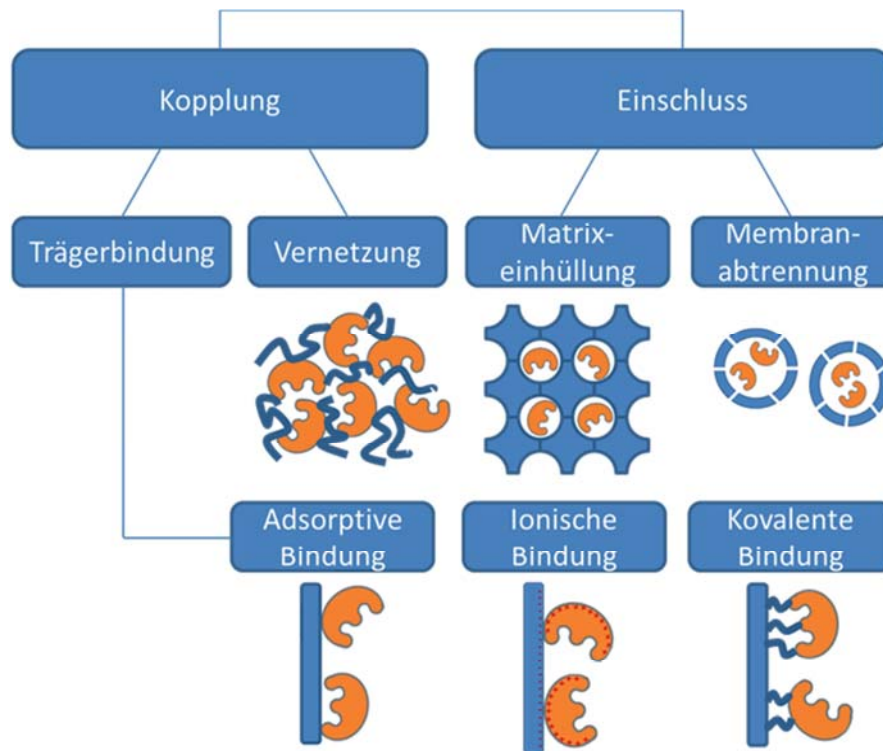 Kopplung
Einschluss
Trägerbindung
Vernetzung
Matrix-
einhüllung
Membran-
abtrennung
Adsorptive
Bindung
Ionische
Bindung
Kovalente
Bindung